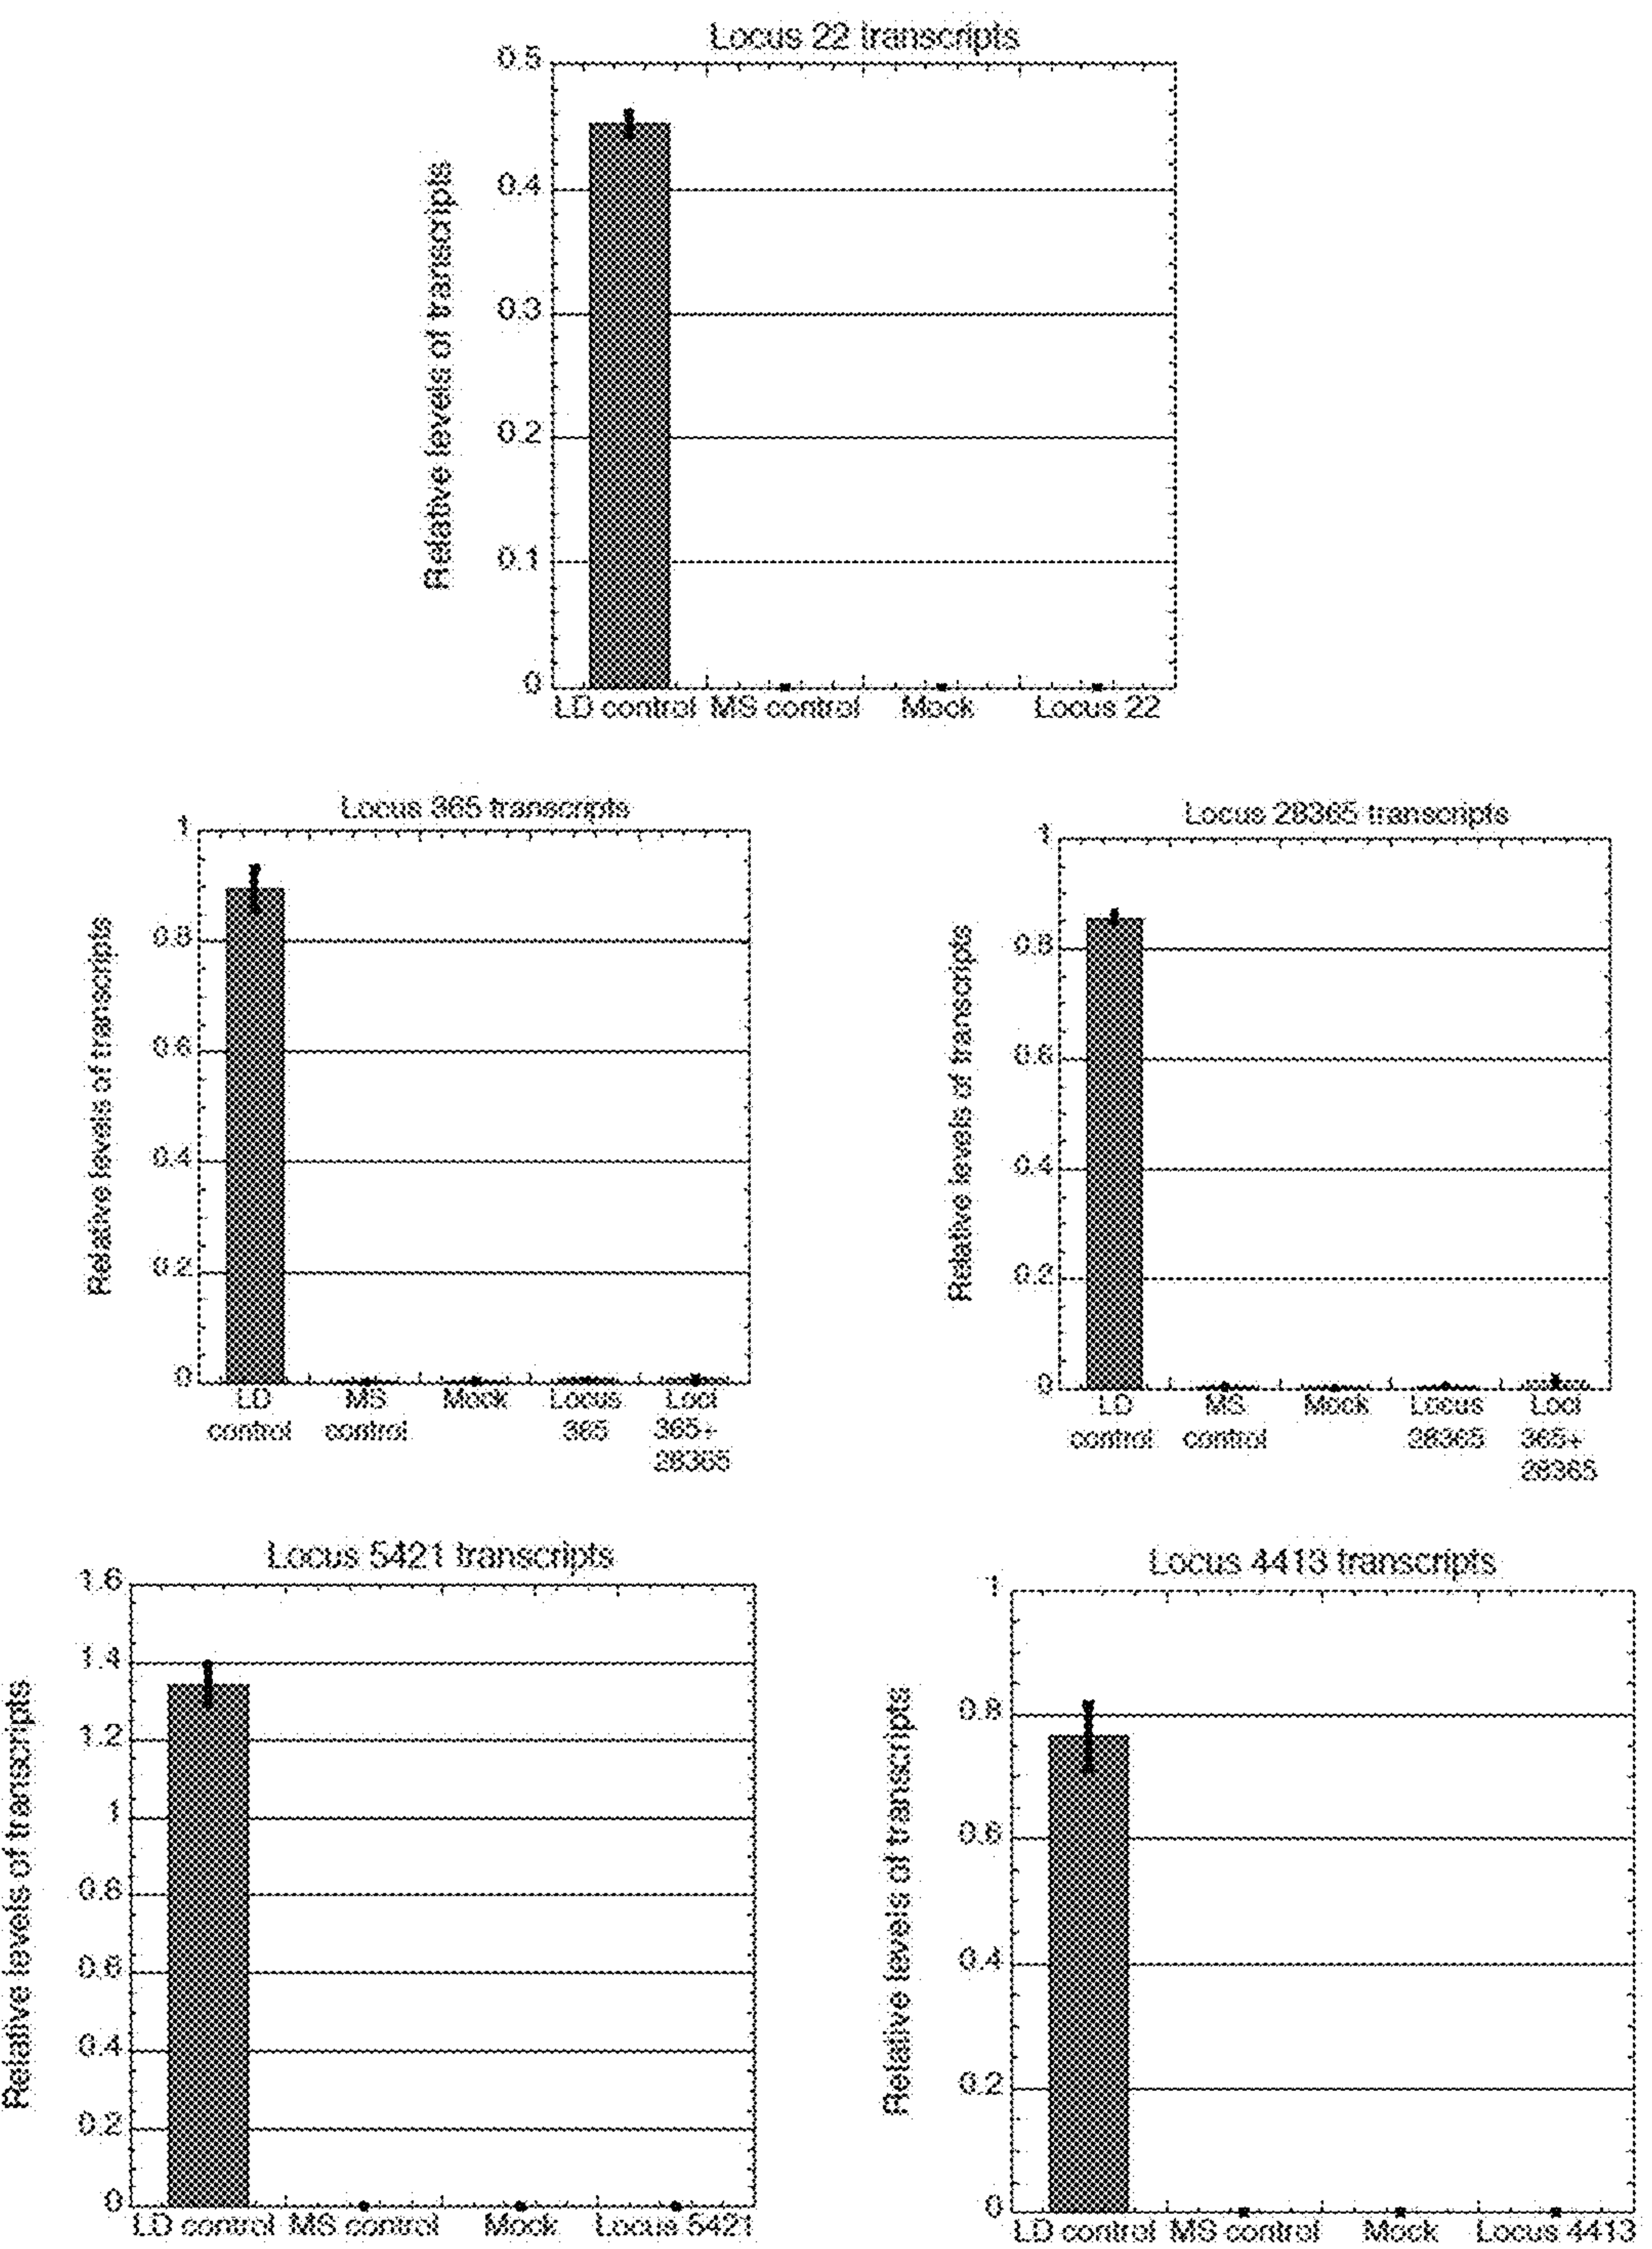 Locus 22 transcripts
Relative levels of transcripts
0.5
0.4
0.3
0.2
0.1
0
LD control MS control Mock Locus 22
Locus 365 transcripts
Relative levels of transcripts
1
0.8
0.6
0.4
0.2
0
LD MS Mock Locus Loci
control control 365 365+
28365
Locus 28365 transcripts
Relative levels of transcripts
1
0.8
0.6
0.4
0.2
0
LD MS Mock Locus Loci
control control 28365 365+
28365
Locus 5421 transcripts
Relative levels of transcripts
1.6
1.4
1.2
1
0.8
0.6
0.4
0.2
0
LD control MS control Mock Locus 5421
Locus 4413 transcripts
Relative levels of transcripts
1
0.8
0.6
0.4
0.2
0
LD control MS control Mock Locus 4413